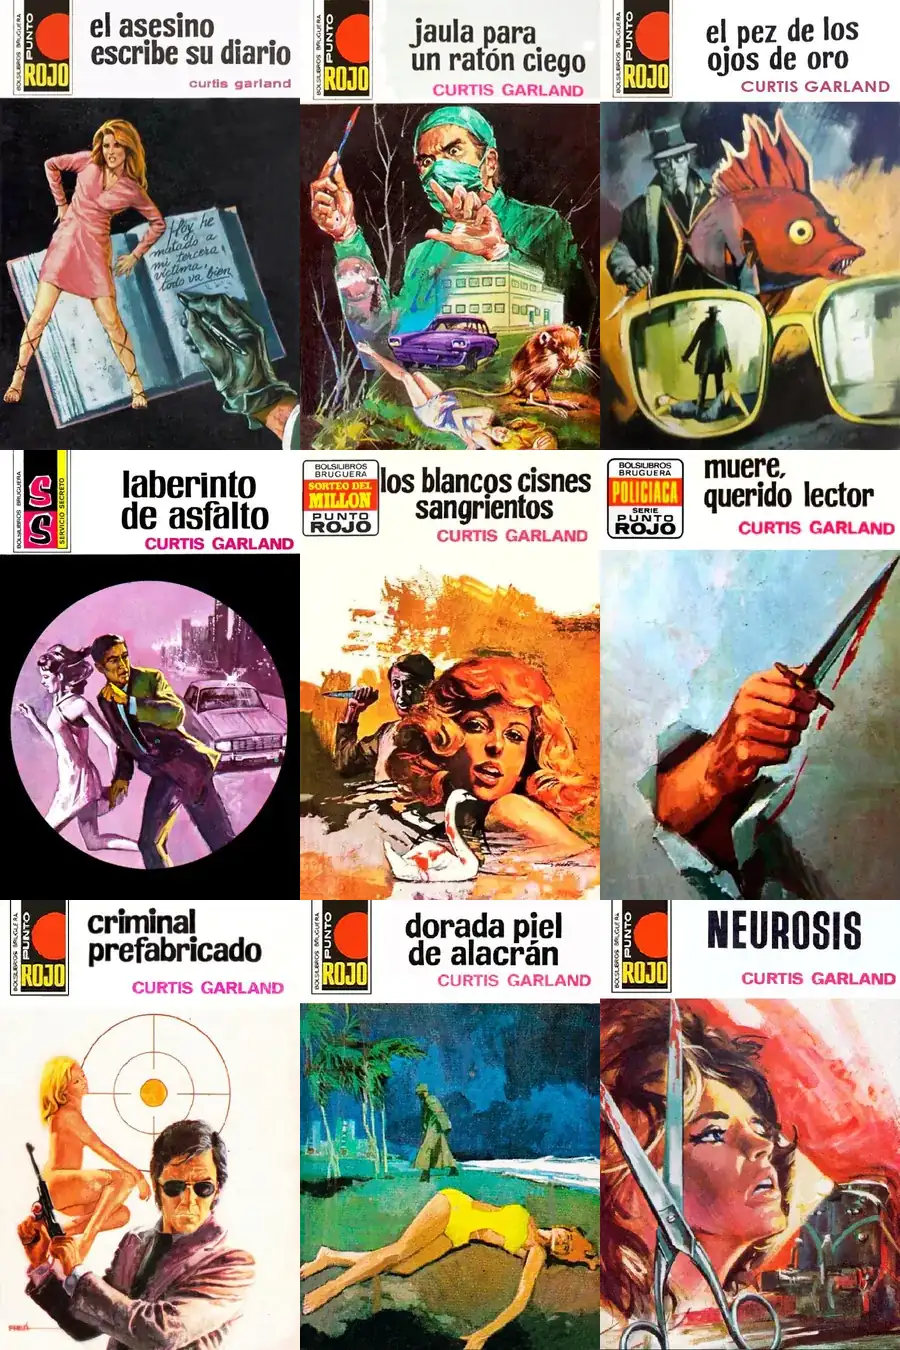 BOLSILIBROS BRUGUERA
PUNTO
ROJO
el asesino
escribe su diario
curtis garland
Hoy he
matado a
mi tercera
víctima,
todo va bien
BOLSILIBROS BRUGUERA
PUNTO
ROJO
jaula para
un ratón ciego
CURTIS GARLAND
BOLSILIBROS BRUGUERA
PUNTO
ROJO
el pez de los
ojos de oro
CURTIS GARLAND
BOLSILIBROS BRUGUERA
SS
SERVICIO SECRETO
laberinto
de asfalto
CURTIS GARLAND
BOLSILIBROS
BRUGUERA
SORTEO DEL
MILLON
PUNTO
ROJO
los blancos cisnes
sangrientos
CURTIS GARLAND
BOLSILIBROS
BRUGUERA
POLICIACA
SERIE
PUNTO
ROJO
muere,
querido lector
CURTIS GARLAND
BOLSILIBROS BRUGUERA
PUNTO
ROJO
criminal
prefabricado
CURTIS GARLAND
BOLSILIBROS BRUGUERA
PUNTO
ROJO
dorada piel
de alacrán
CURTIS GARLAND
BOLSILIBROS BRUGUERA
PUNTO
ROJO
NEUROSIS
CURTIS GARLAND